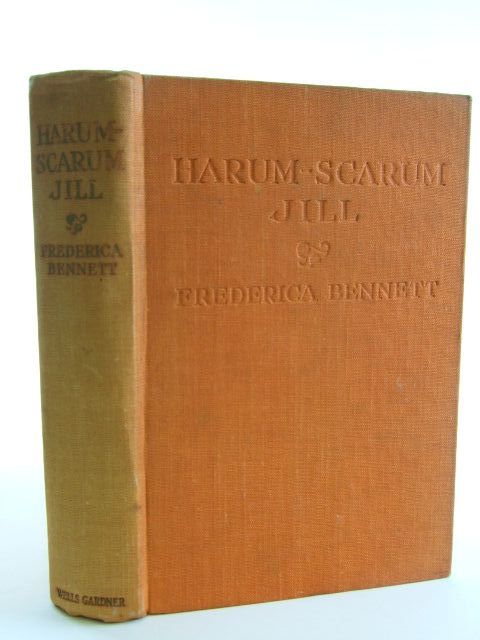 HARUM-
SCARUM
JILL
FREDERICA
BENNETT
WELLS GARDNER
HARUM-SCARUM
JILL
FREDERICA BENNETT